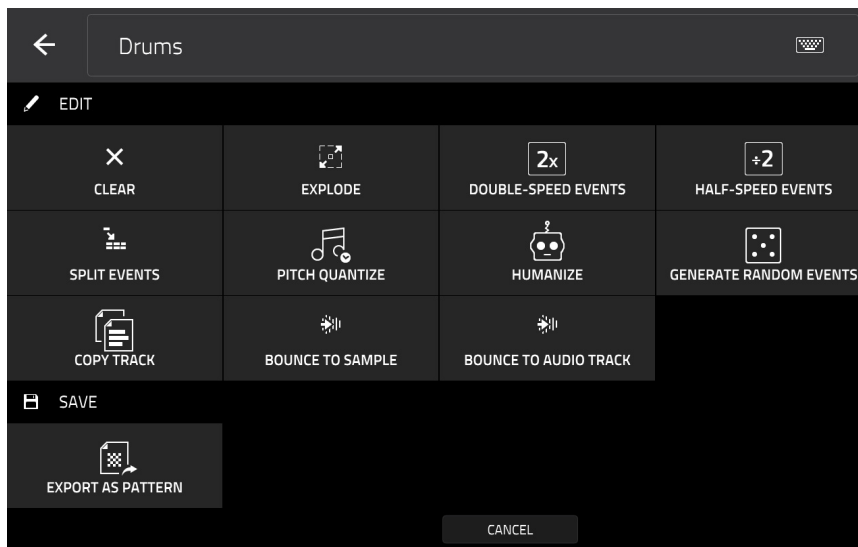 Drums
EDIT
CLEAR
EXPLODE
2x
DOUBLE-SPEED EVENTS
÷2
HALF-SPEED EVENTS
SPLIT EVENTS
PITCH QUANTIZE
HUMANIZE
GENERATE RANDOM EVENTS
COPY TRACK
BOUNCE TO SAMPLE
BOUNCE TO AUDIO TRACK
SAVE
EXPORT AS PATTERN
CANCEL